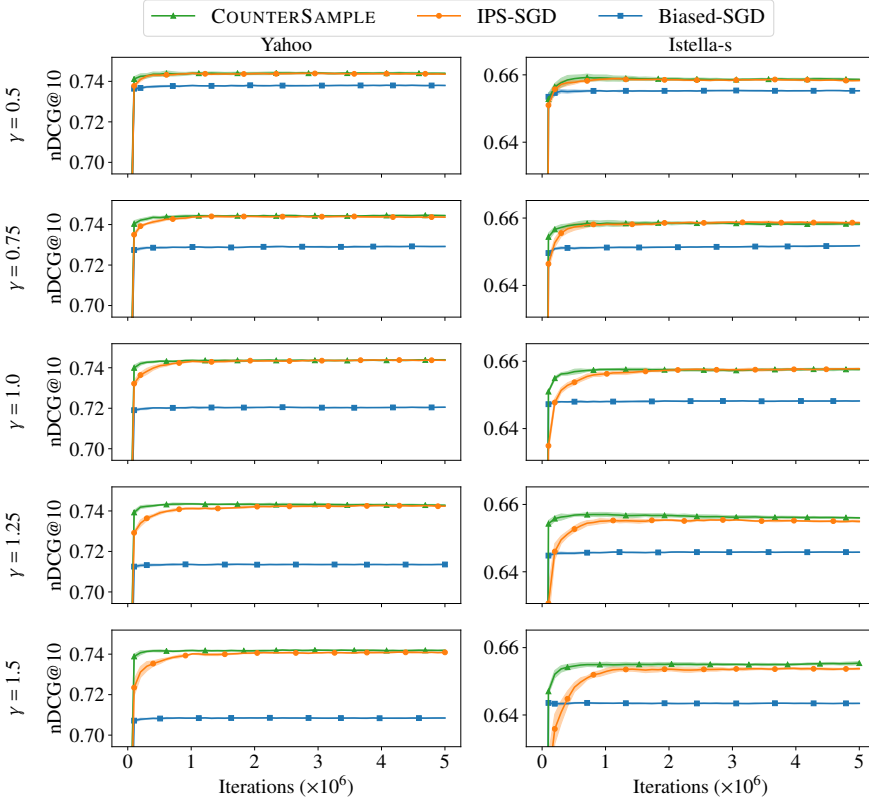 COUNTERSAMPLE IPS-SGD Biased-SGD
Yahoo Istella-s
γ = 0.5 nDCG@10 0.74 0.72 0.70 0.66 0.64
γ = 0.75 nDCG@10 0.74 0.72 0.70 0.66 0.64
γ = 1.0 nDCG@10 0.74 0.72 0.70 0.66 0.64
γ = 1.25 nDCG@10 0.74 0.72 0.70 0.66 0.64
γ = 1.5 nDCG@10 0.74 0.72 0.70 0.66 0.64
0 1 2 3 4 5 0 1 2 3 4 5
Iterations (×10⁶) Iterations (×10⁶)